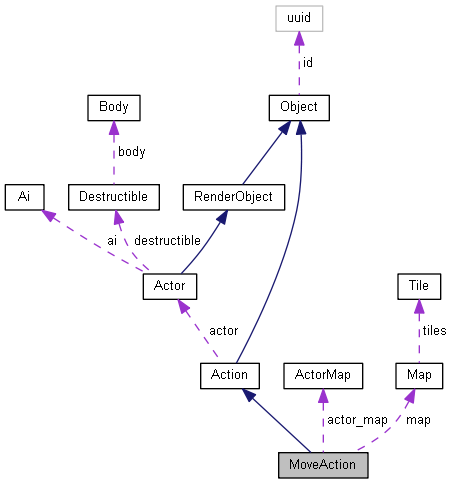 uuid
id
Body
Object
body
Ai
Destructible
RenderObject
ai
destructible
Actor
Tile
actor
tiles
Action
ActorMap
Map
actor_map
map
MoveAction